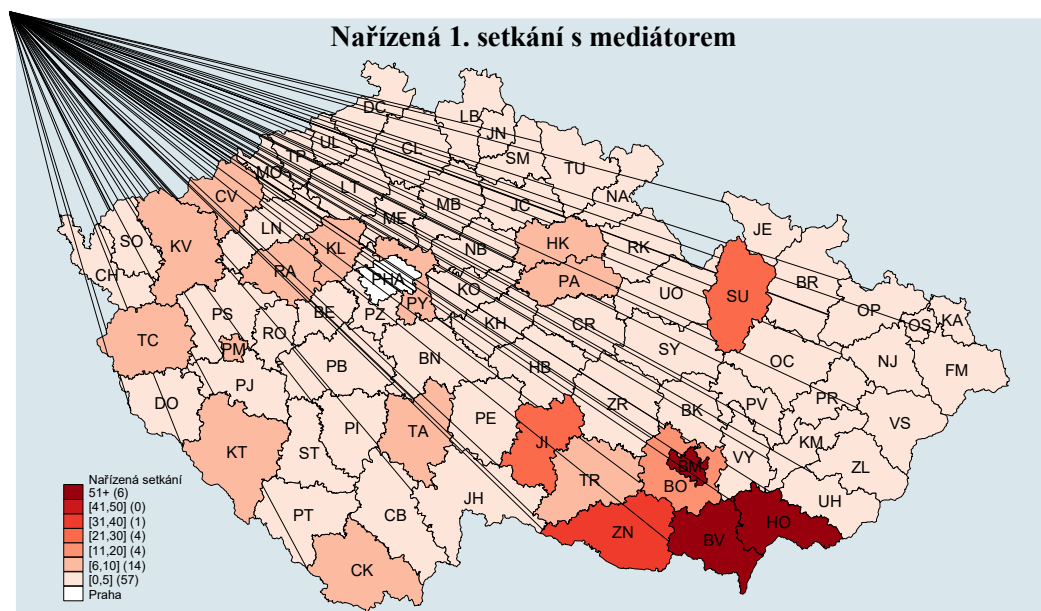 Nařízená 1. setkání s mediátorem
DC
LB
JN
UL
CL
SM
TP
TU
MO
LT
NA
CV
MB
JC
ME
LN
JE
SO
KV
KL
NB
HK
RK
CH
RA
PHA
KO
PA
UO
SU
BR
PY
OP
OS
KA
PS
RO
BE
PZ
KH
CR
TC
PM
BN
SY
OC
NJ
FM
PJ
PB
HB
DO
PI
PE
ZR
BK
PV
PR
VS
KT
ST
TA
JI
KM
VY
BM
ZL
TR
BO
JH
UH
PT
CB
ZN
BV
HO
CK
Nařízená setkání
51+ (6)
[41,50] (0)
[31,40] (1)
[21,30] (4)
[11,20] (4)
[6,10] (14)
[0,5] (57)
Praha